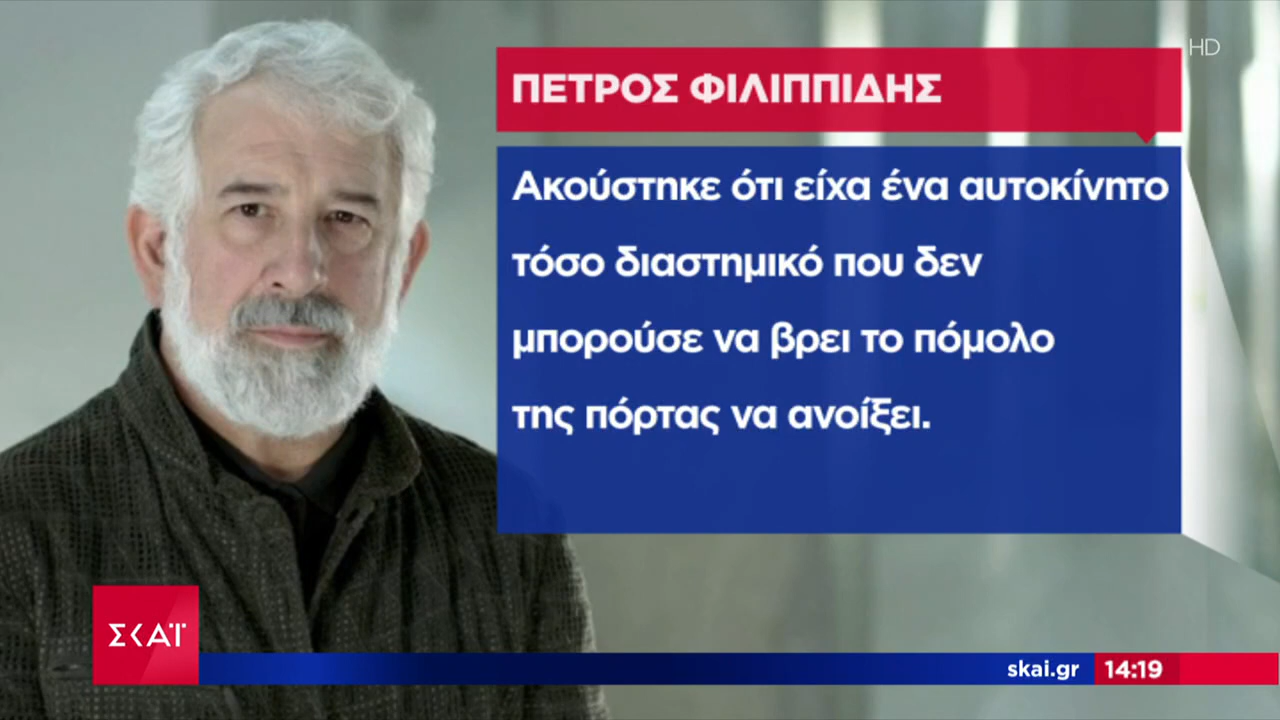 HD
ΠΕΤΡΟΣ ΦΙΛΙΠΠΙΔΗΣ
Ακούστηκε ότι είχα ένα αυτοκίνητο
τόσο διαστημικό που δεν
μπορούσε να βρει το πόμολο
της πόρτας να ανοίξει.
ΣΚΑΪ
skai.gr 14:19